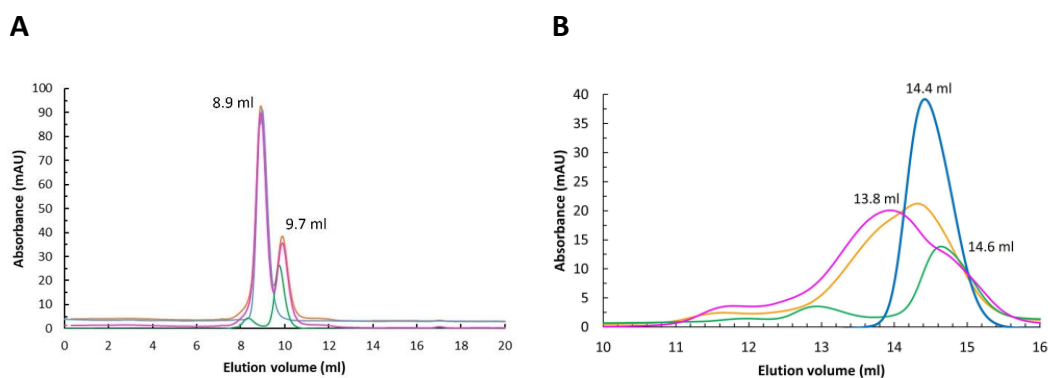 A
B
8.9 ml
9.7 ml
100
90
80
70
60
50
40
30
20
10
0
Absorbance (mAU)
0 2 4 6 8 10 12 14 16 18 20
Elution volume (ml)
14.4 ml
13.8 ml
14.6 ml
40
35
30
25
20
15
10
5
0
Absorbance (mAU)
10 11 12 13 14 15 16
Elution volume (ml)